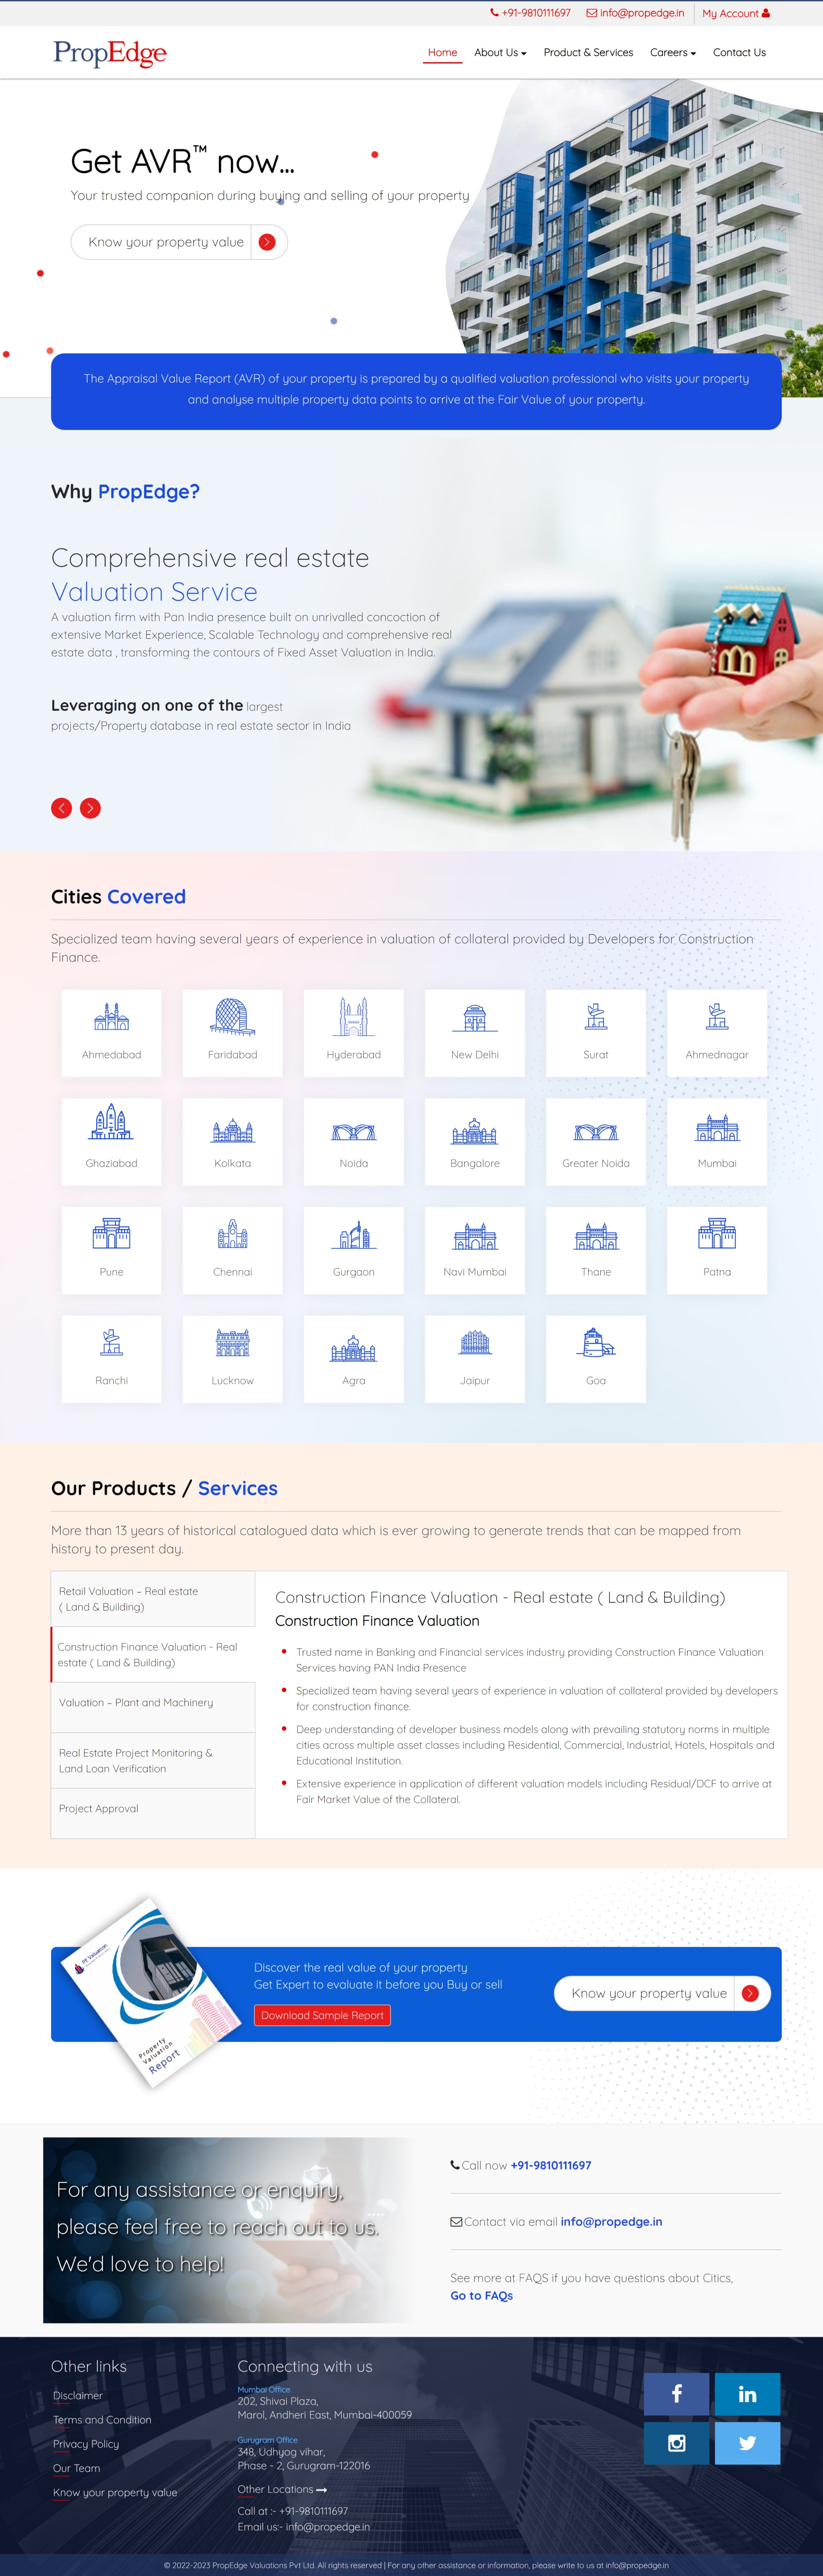 +91-9810111697 info@propedge.in My Account
PropEdge
Home About Us Product & Services Careers Contact Us
Get AVR™ now...
Your trusted companion during buying and selling of your property
Know your property value
The Appraisal Value Report (AVR) of your property is prepared by a qualified valuation professional who visits your property
and analyse multiple property data points to arrive at the Fair Value of your property.
Why PropEdge?
Comprehensive real estate
Valuation Service
A valuation firm with Pan India presence built on unrivalled concoction of
extensive Market Experience, Scalable Technology and comprehensive real
estate data , transforming the contours of Fixed Asset Valuation in India.
Leveraging on one of the largest
projects/Property database in real estate sector in India
Cities Covered
Specialized team having several years of experience in valuation of collateral provided by Developers for Construction
Finance.
Ahmedabad Faridabad Hyderabad New Delhi Surat Ahmednagar
Ghaziabad Kolkata Noida Bangalore Greater Noida Mumbai
Pune Chennai Gurgaon Navi Mumbai Thane Patna
Ranchi Lucknow Agra Jaipur Goa
Our Products / Services
More than 13 years of historical catalogued data which is ever growing to generate trends that can be mapped from
history to present day.
Retail Valuation – Real estate
( Land & Building)
Construction Finance Valuation - Real
estate ( Land & Building)
Valuation – Plant and Machinery
Real Estate Project Monitoring &
Land Loan Verification
Project Approval
Construction Finance Valuation - Real estate ( Land & Building)
Construction Finance Valuation
Trusted name in Banking and Financial services industry providing Construction Finance Valuation
Services having PAN India Presence
Specialized team having several years of experience in valuation of collateral provided by developers
for construction finance.
Deep understanding of developer business models along with prevailing statutory norms in multiple
cities across multiple asset classes including Residential, Commercial, Industrial, Hotels, Hospitals and
Educational Institution.
Extensive experience in application of different valuation models including Residual/DCF to arrive at
Fair Market Value of the Collateral.
PE Valuation
Property
Valuation
Report
Discover the real value of your property
Get Expert to evaluate it before you Buy or sell
Download Sample Report
Know your property value
For any assistance or enquiry,
please feel free to reach out to us.
We'd love to help!
Call now +91-9810111697
Contact via email info@propedge.in
See more at FAQS if you have questions about Citics,
Go to FAQs
Other links
Disclaimer
Terms and Condition
Privacy Policy
Our Team
Know your property value
Connecting with us
Mumbai Office
202, Shivai Plaza,
Marol, Andheri East, Mumbai-400059
Gurugram Office
348, Udhyog vihar,
Phase - 2, Gurugram-122016
Other Locations
Call at :- +91-9810111697
Email us:- info@propedge.in
© 2022-2023 PropEdge Valuations Pvt Ltd. All rights reserved | For any other assistance or information, please write to us at info@propedge.in